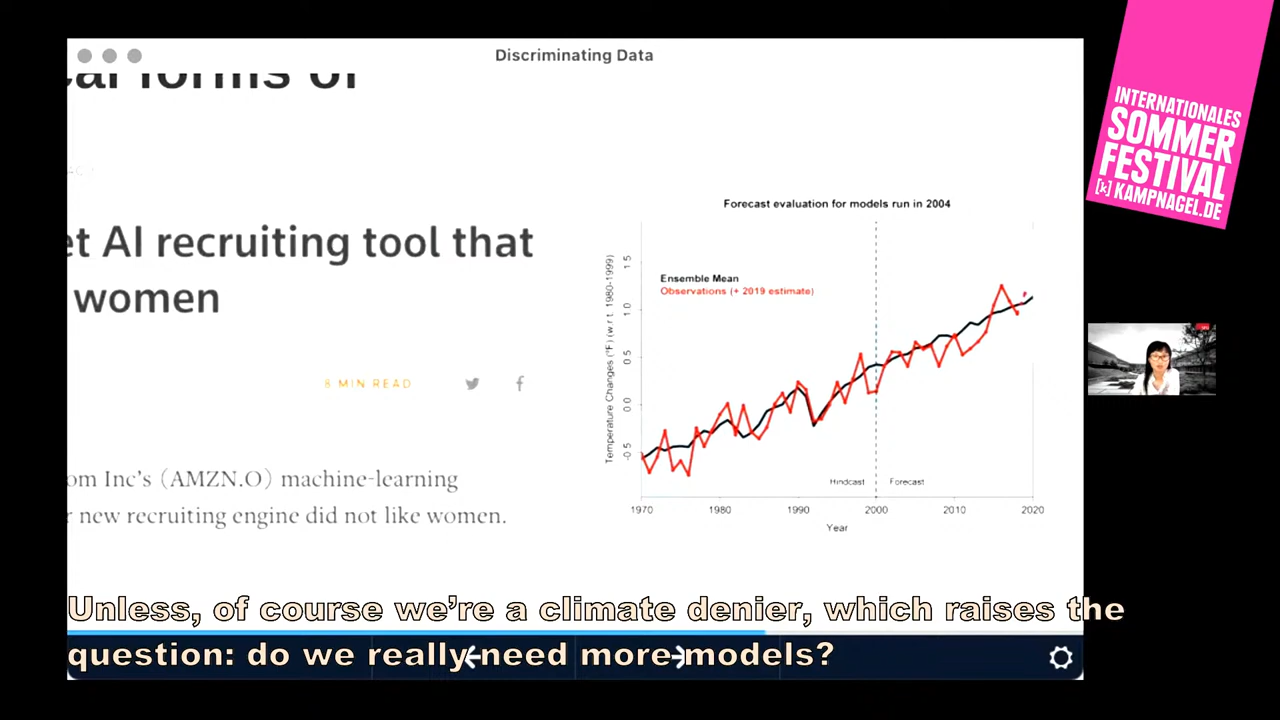 Discriminating Data
forms of
et AI recruiting tool that
women
8 MIN READ
om Inc's (AMZN.O) machine-learning
r new recruiting engine did not like women.
Forecast evaluation for models run in 2004
Temperature Changes (°F) (w.r.t. 1980-1999)
1.5
1.0
0.5
0.0
-0.5
Ensemble Mean
Observations (+ 2019 estimate)
Hindcast
Forecast
1970 1980 1990 2000 2010 2020
Year
Unless, of course we're a climate denier, which raises the
question: do we really need more models?
INTERNATIONALES
SOMMER
FESTIVAL
[k] KAMPNAGEL.DE